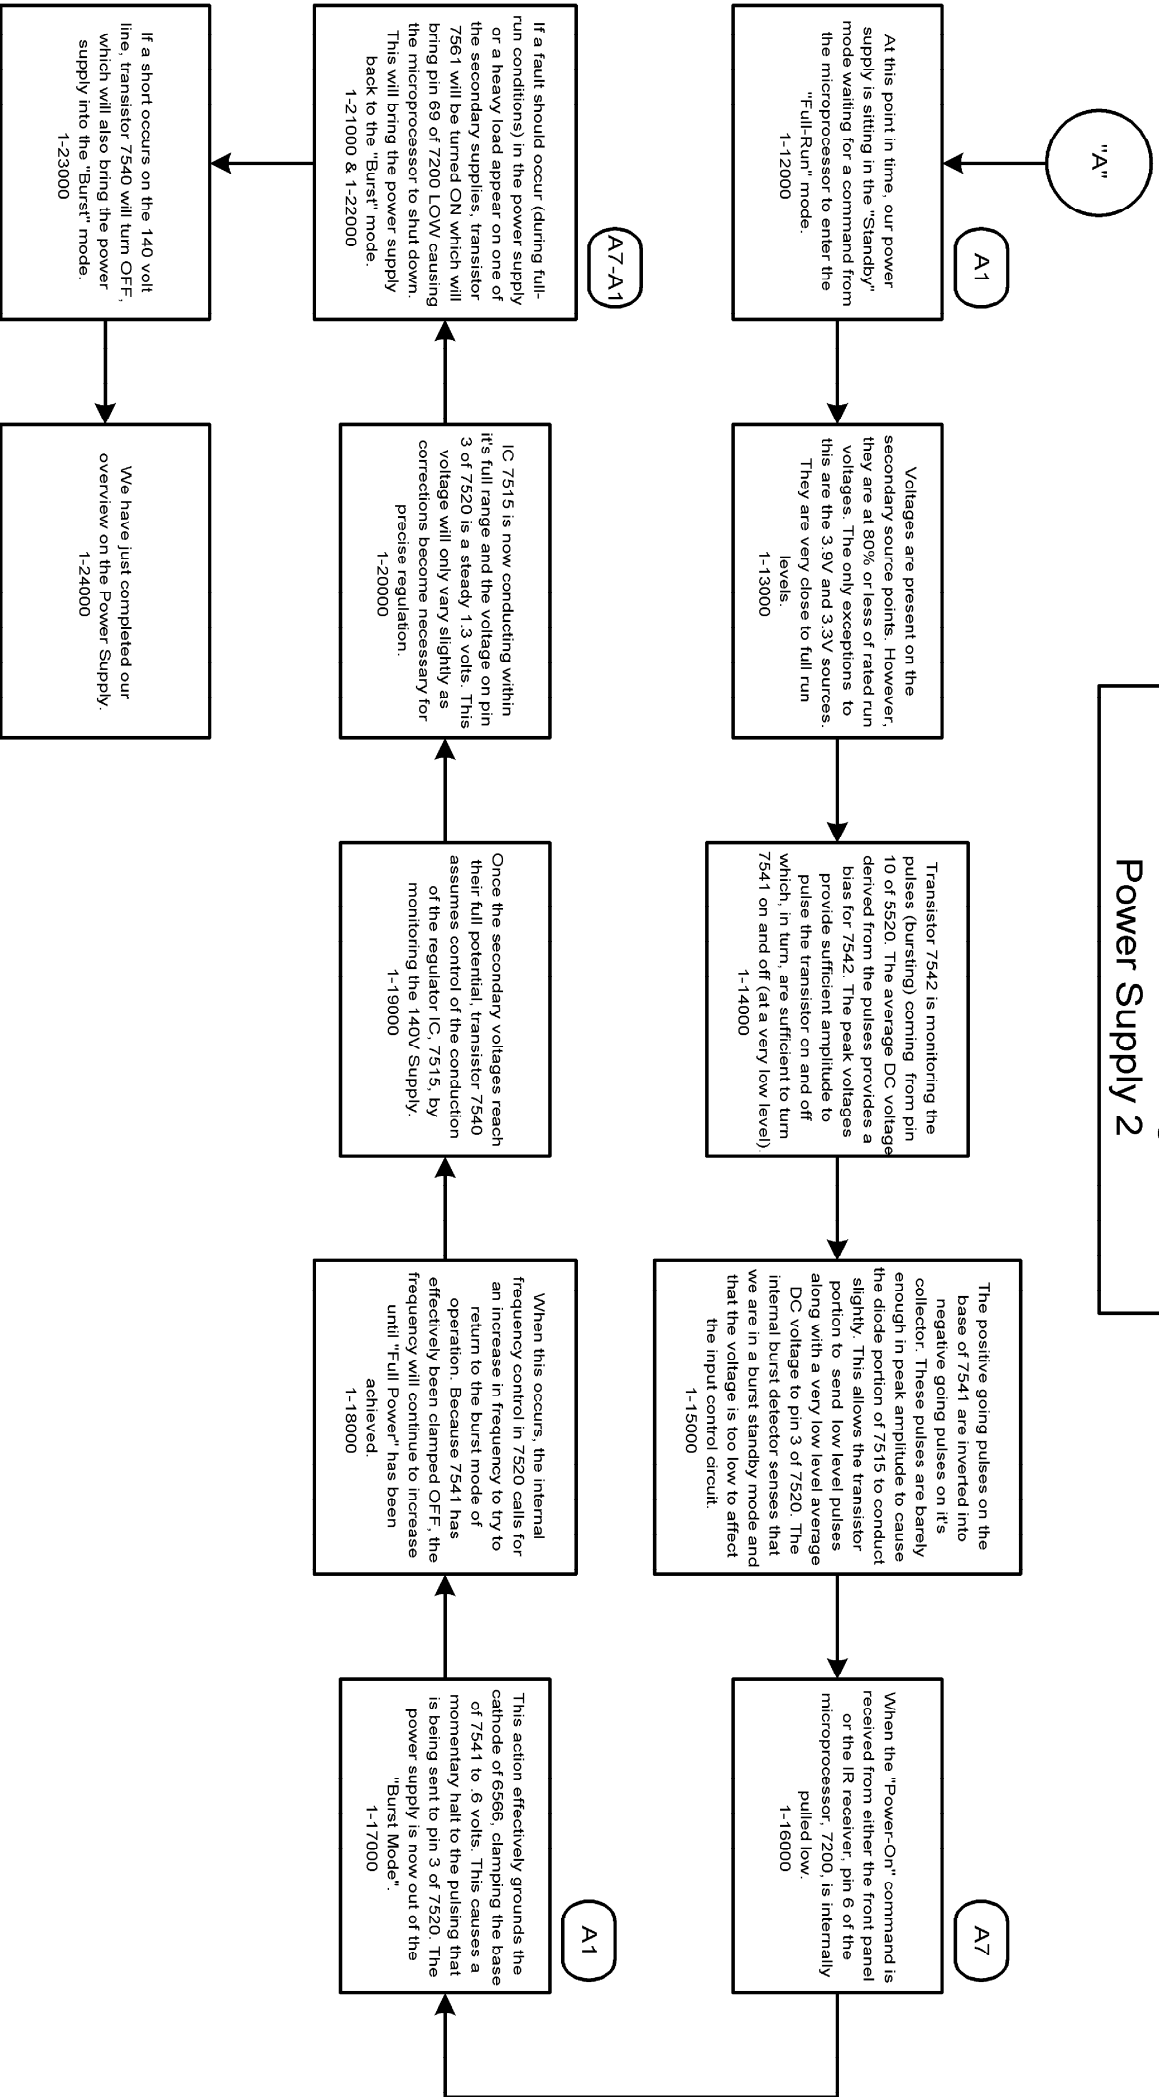 Power Supply 2
"A"
A1
At this point in time, our power
supply is sitting in the "Standby"
mode waiting for a command from
the microprocessor to enter the
"Full-Run" mode.
1-12000
Voltages are present on the
secondary source points. However,
they are at 80% or less of rated run
voltages. The only exceptions to
this are the 3.9V and 3.3V sources.
They are very close to full run
levels.
1-13000
Transistor 7542 is monitoring the
pulses (bursting) coming from pin
10 of 5520. The average DC voltage
derived from the pulses provides a
bias for 7542. The peak voltages
provide sufficient amplitude to
pulse the transistor on and off
which, in turn, are sufficient to turn
7541 on and off (at a very low level).
1-14000
The positive going pulses on the
base of 7541 are inverted into
negative going pulses on it's
collector. These pulses are barely
enough in peak amplitude to cause
the diode portion of 7515 to conduct
slightly. This allows the transistor
portion to send low level pulses
along with a very low level average
DC voltage to pin 3 of 7520. The
internal burst detector senses that
we are in a burst standby mode and
that the voltage is too low to affect
the input control circuit.
1-15000
A7
When the "Power-On" command is
received from either the front panel
or the IR receiver, pin 6 of the
microprocessor, 7200, is internally
pulled low.
1-16000
A1
This action effectively grounds the
cathode of 6566, clamping the base
of 7541 to .6 volts. This causes a
momentary halt to the pulsing that
is being sent to pin 3 of 7520. The
power supply is now out of the
"Burst Mode".
1-17000
When this occurs, the internal
frequency control in 7520 calls for
an increase in frequency to try to
return to the burst mode of
operation. Because 7541 has
effectively been clamped OFF, the
frequency will continue to increase
until "Full Power" has been
achieved.
1-18000
Once the secondary voltages reach
their full potential, transistor 7540
assumes control of the conduction
of the regulator IC, 7515, by
monitoring the 140V Supply.
1-19000
IC 7515 is now conducting within
it's full range and the voltage on pin
3 of 7520 is a steady 1.3 volts. This
voltage will only vary slightly as
corrections become necessary for
precise regulation.
1-20000
A7-A1
If a fault should occur (during full-
run conditions) in the power supply
or a heavy load appear on one of
the secondary supplies, transistor
7561 will be turned ON which will
bring pin 69 of 7200 LOW causing
the microprocessor to shut down.
This will bring the power supply
back to the "Burst" mode.
1-21000 & 1-22000
If a short occurs on the 140 volt
line, transistor 7540 will turn OFF,
which will also bring the power
supply into the "Burst" mode.
1-23000
We have just completed our
overview on the Power Supply.
1-24000